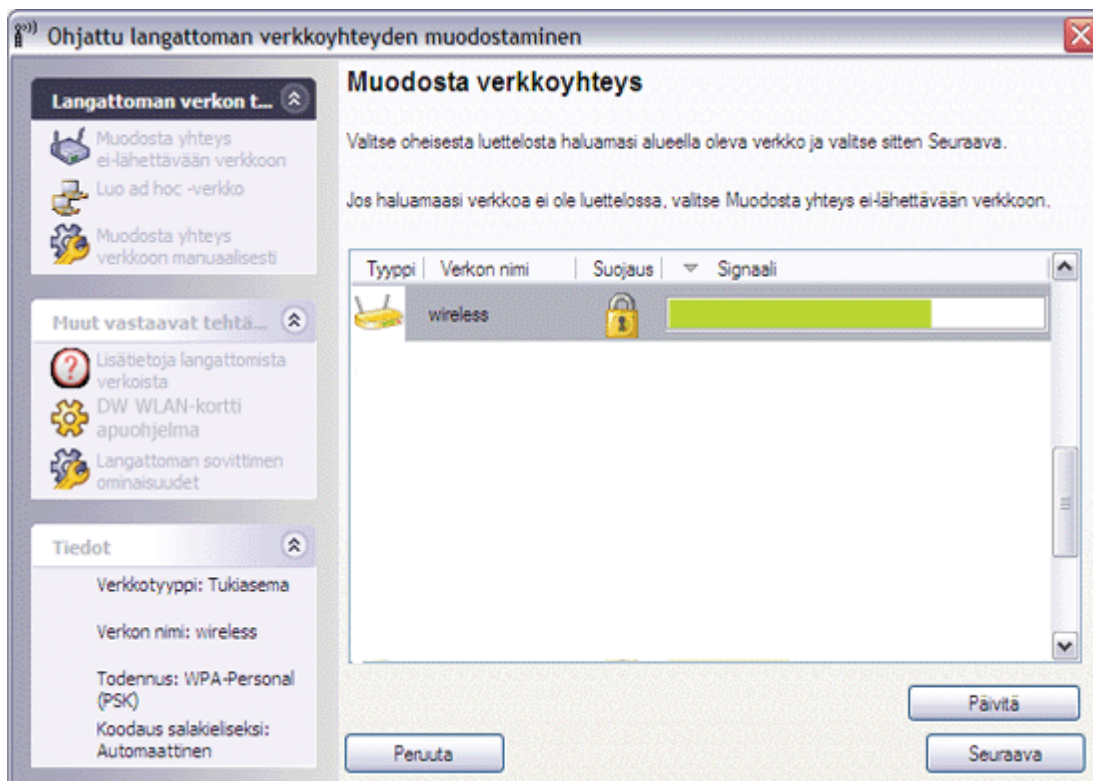 Ohjattu langattoman verkkoyhteyden muodostaminen
Langattoman verkon t...
Muodosta yhteys
ei-lähettävään verkkoon
Luo ad hoc -verkko
Muodosta yhteys
verkkoon manuaalisesti
Muut vastaavat tehtä...
Lisätietoja langattomista
verkoista
DW WLAN-kortti
apuohjelma
Langattoman sovittimen
ominaisuudet
Tiedot
Verkkotyyppi: Tukiasema
Verkon nimi: wireless
Todennus: WPA-Personal
(PSK)
Koodaus salakieliseksi:
Automaattinen
Muodosta verkkoyhteys
Valitse oheisesta luettelosta haluamasi alueella oleva verkko ja valitse sitten Seuraava.
Jos haluamaasi verkkoa ei ole luettelossa, valitse Muodosta yhteys ei-lähettävään verkkoon.
Tyyppi Verkon nimi Suojaus Signaali
wireless
Päivitä
Peruuta Seuraava